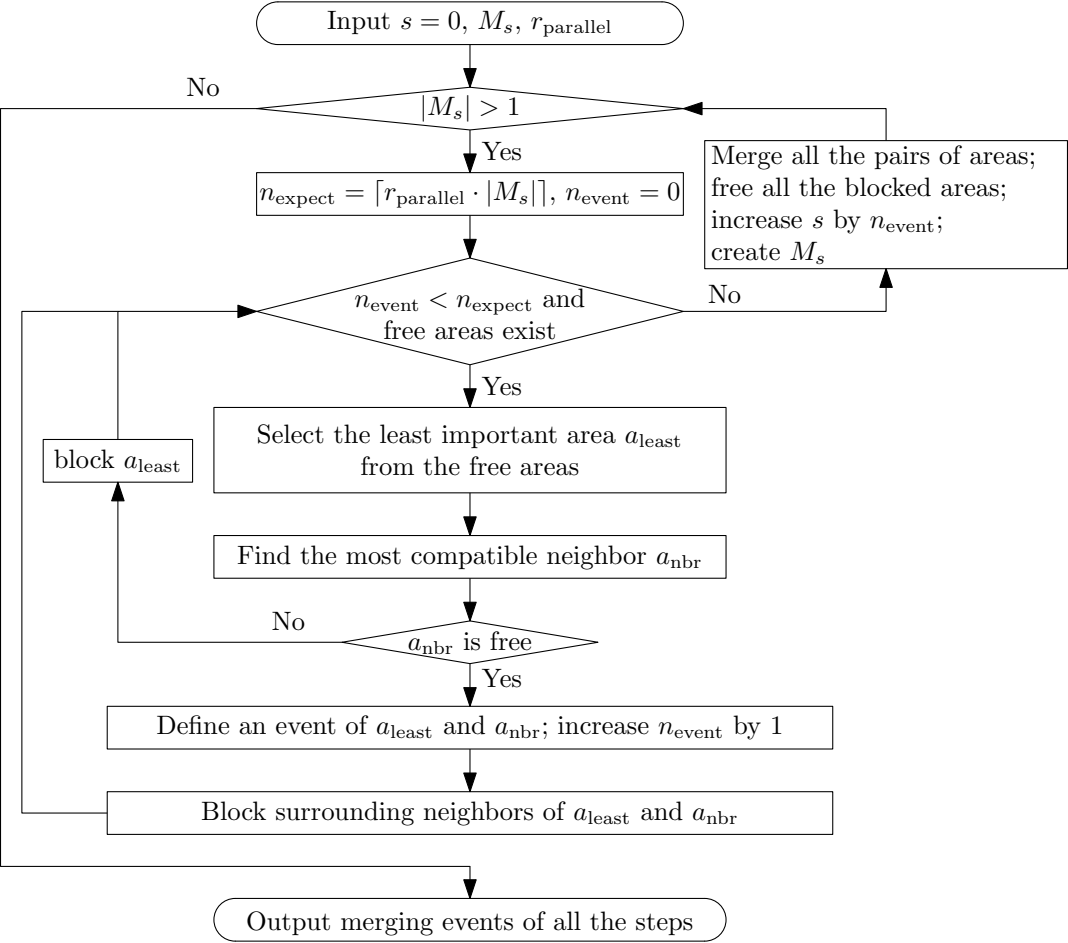 Input s = 0, M_s, r_parallel
No
|M_s| > 1
Yes
Merge all the pairs of areas;
free all the blocked areas;
increase s by n_event;
create M_s
n_expect = ⌈r_parallel · |M_s|⌉, n_event = 0
n_event < n_expect and
free areas exist
No
Yes
Select the least important area a_least
from the free areas
block a_least
Find the most compatible neighbor a_nbr
No
a_nbr is free
Yes
Define an event of a_least and a_nbr; increase n_event by 1
Block surrounding neighbors of a_least and a_nbr
Output merging events of all the steps